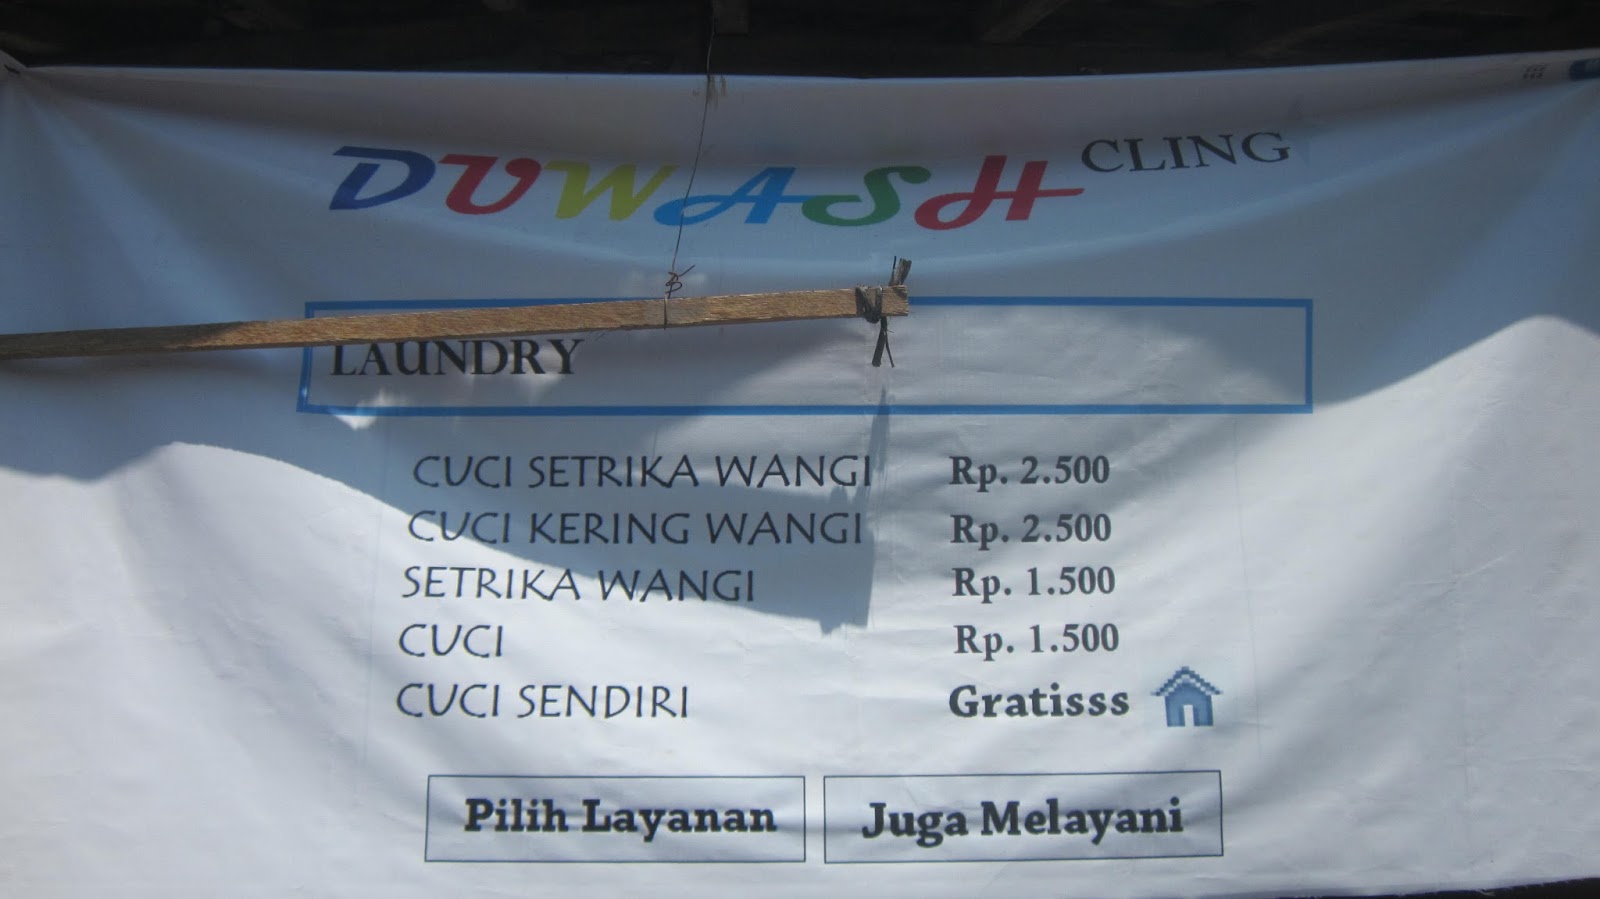 DUWASH CLING
LAUNDRY
CUCI SETRIKA WANGI Rp. 2.500
CUCI KERING WANGI Rp. 2.500
SETRIKA WANGI Rp. 1.500
CUCI Rp. 1.500
CUCI SENDIRI Gratisss
Pilih Layanan Juga Melayani